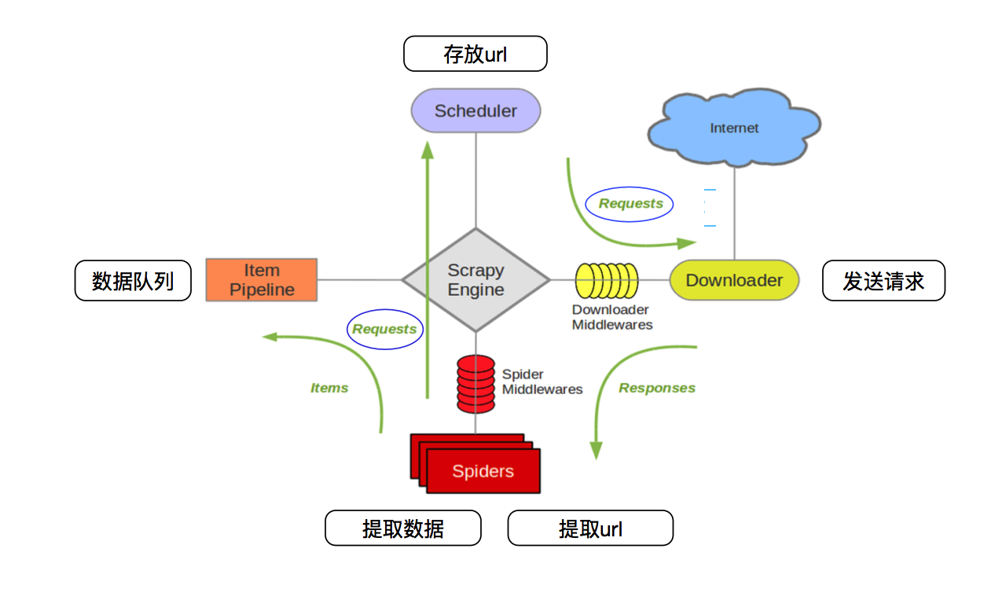 存放url
Scheduler
Internet
Requests
数据队列
Item
Pipeline
Scrapy
Engine
Downloader
发送请求
Downloader
Middlewares
Requests
Items
Spider
Middlewares
Responses
Spiders
提取数据
提取url